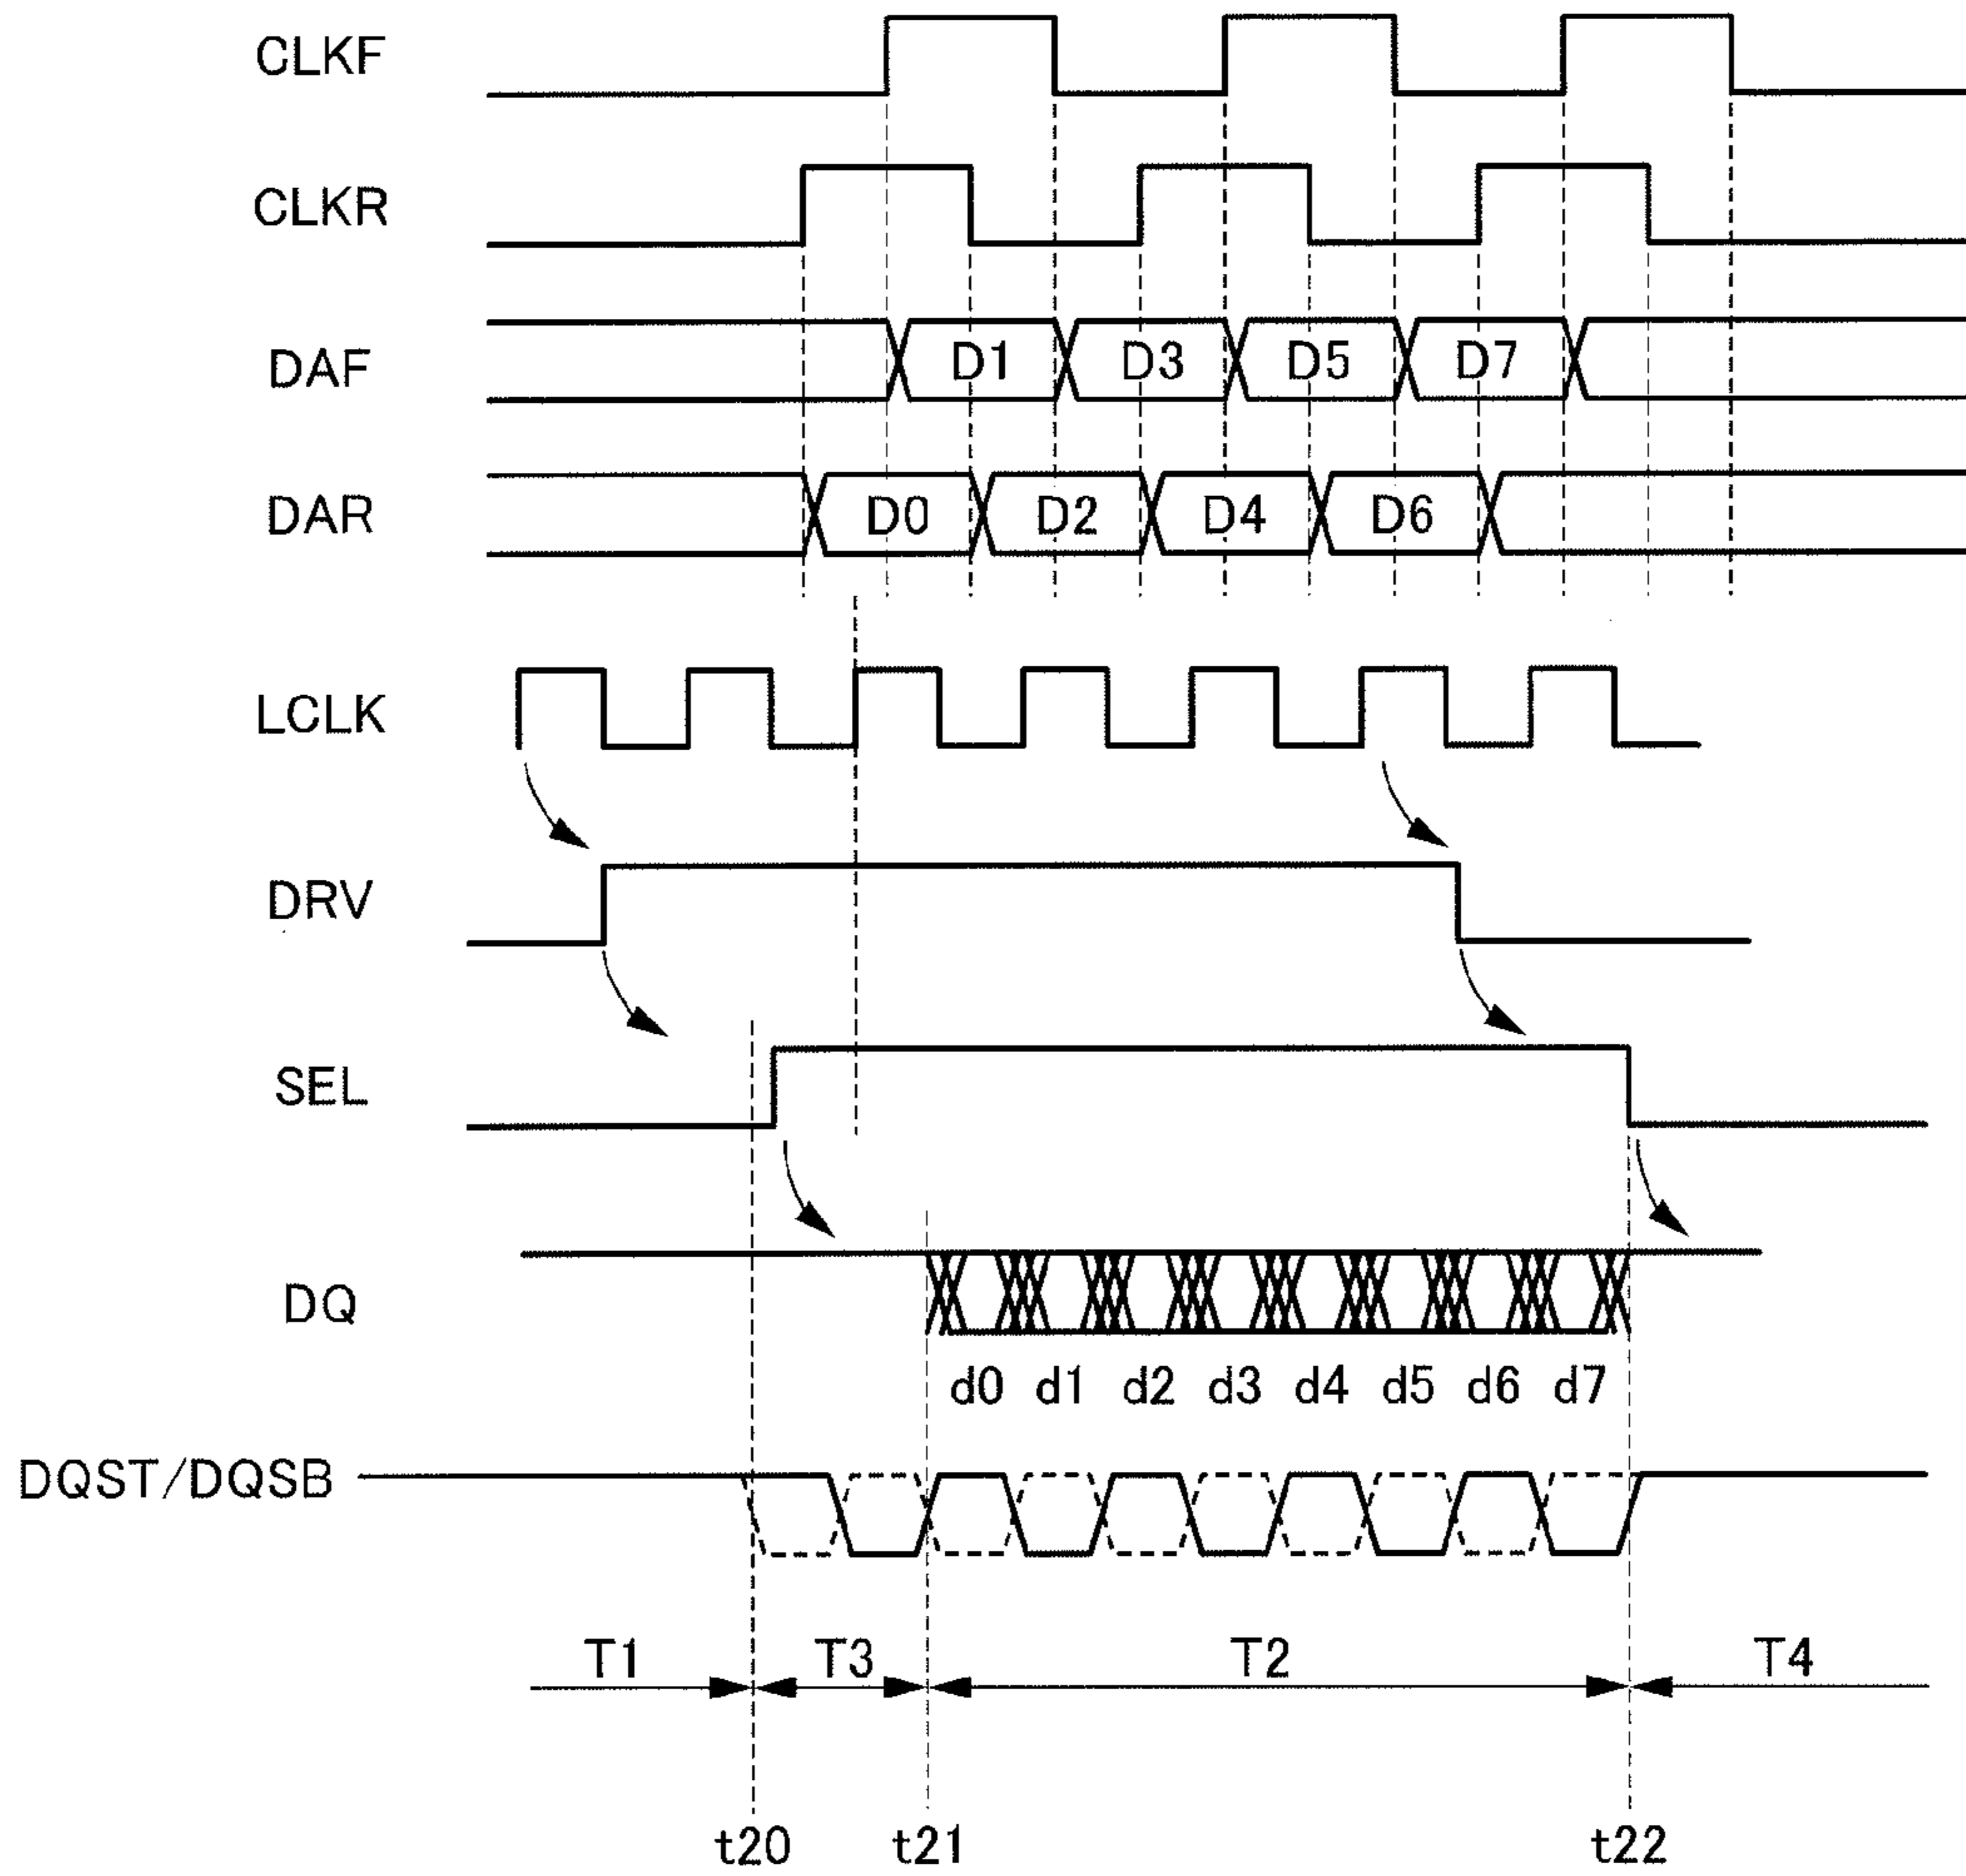 CLKF
CLKR
DAF D1 D3 D5 D7
DAR D0 D2 D4 D6
LCLK
DRV
SEL
DQ
d0 d1 d2 d3 d4 d5 d6 d7
DQST/DQSB
T1 T3 T2 T4
t20 t21 t22